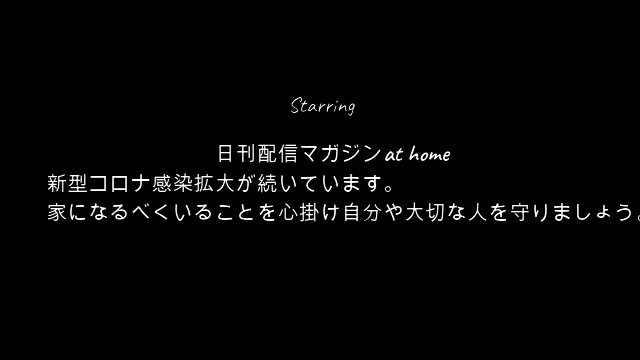 Starring
日刊配信マガジンat home
新型コロナ感染拡大が続いています。
家になるべくいることを心掛け自分や大切な人を守りましょう。